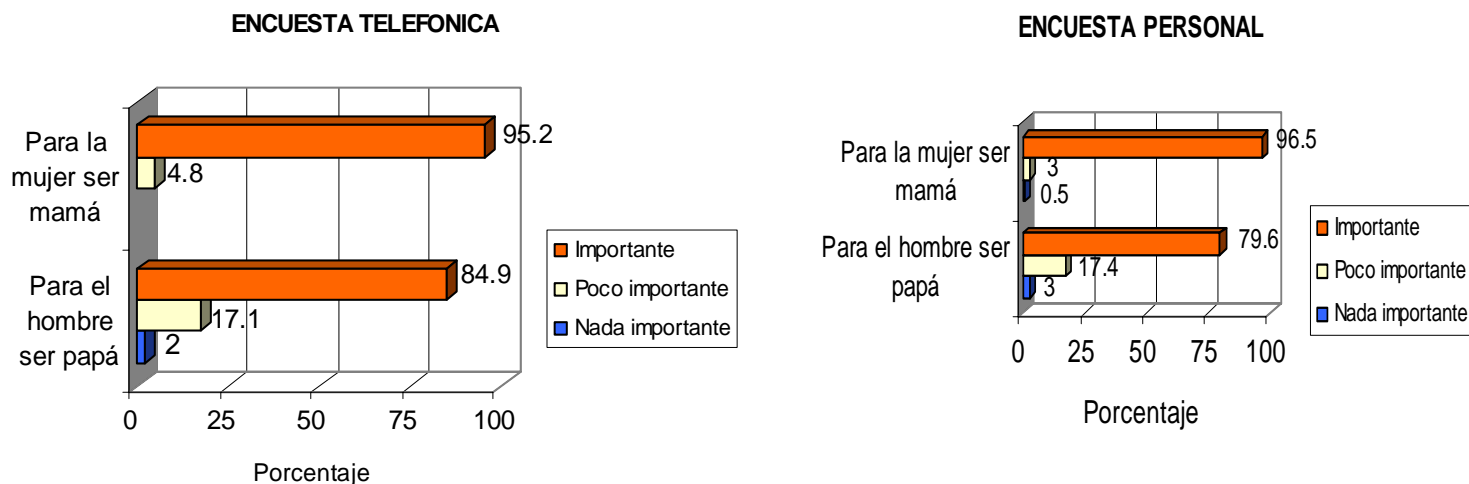 ENCUESTA TELEFONICA
Para la
mujer ser
mamá
95.2
4.8
Para el
hombre
ser papá
84.9
17.1
2
0
25
50
75
100
Porcentaje
Importante
Poco importante
Nada importante
ENCUESTA PERSONAL
Para la mujer ser
mamá
96.5
3
0.5
Para el hombre ser
papá
79.6
17.4
3
0
25
50
75
100
Porcentaje
Importante
Poco importante
Nada importante